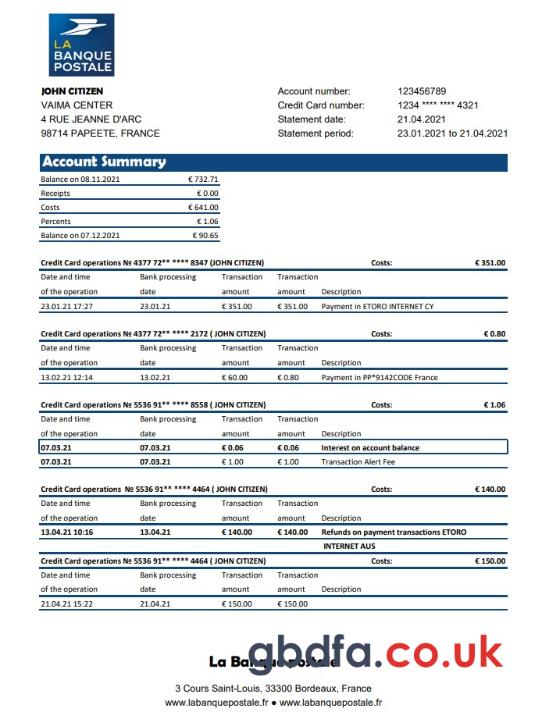 LA
BANQUE
POSTALE
JOHN CITIZEN
VAIMA CENTER
4 RUE JEANNE D'ARC
98714 PAPEETE, FRANCE
Account number: 123456789
Credit Card number: 1234 **** **** 4321
Statement date: 21.04.2021
Statement period: 23.01.2021 to 21.04.2021
Account Summary
Balance on 08.11.2021 € 732.71
Receipts € 0.00
Costs € 641.00
Percents € 1.06
Balance on 07.12.2021 € 90.65
Credit Card operations № 4377 72** **** 8347 (JOHN CITIZEN) Costs: € 351.00
Date and time Bank processing Transaction Transaction
of the operation date amount amount Description
23.01.21 17:27 23.01.21 € 351.00 € 351.00 Payment in ETORO INTERNET CY
Credit Card operations № 4377 72** **** 2172 ( JOHN CITIZEN) Costs: € 0.80
Date and time Bank processing Transaction Transaction
of the operation date amount amount Description
13.02.21 12:14 13.02.21 € 60.00 € 0.80 Payment in PP*9142CODE France
Credit Card operations № 5536 91** **** 8558 ( JOHN CITIZEN) Costs: € 1.06
Date and time Bank processing Transaction Transaction
of the operation date amount amount Description
07.03.21 07.03.21 € 0.06 € 0.06 Interest on account balance
07.03.21 07.03.21 € 1.00 € 1.00 Transaction Alert Fee
Credit Card operations № 5536 91** **** 4464 ( JOHN CITIZEN) Costs: € 140.00
Date and time Bank processing Transaction Transaction
of the operation date amount amount Description
13.04.21 10:16 13.04.21 € 140.00 € 140.00 Refunds on payment transactions ETORO
INTERNET AUS
Credit Card operations № 5536 91** **** 4464 ( JOHN CITIZEN) Costs: € 150.00
Date and time Bank processing Transaction Transaction
of the operation date amount amount Description
21.04.21 15:22 21.04.21 € 150.00 € 150.00
La Banque postale
gbdfa.co.uk
3 Cours Saint-Louis, 33300 Bordeaux, France
www.labanquepostale.fr ● www.labanquepostale.fr